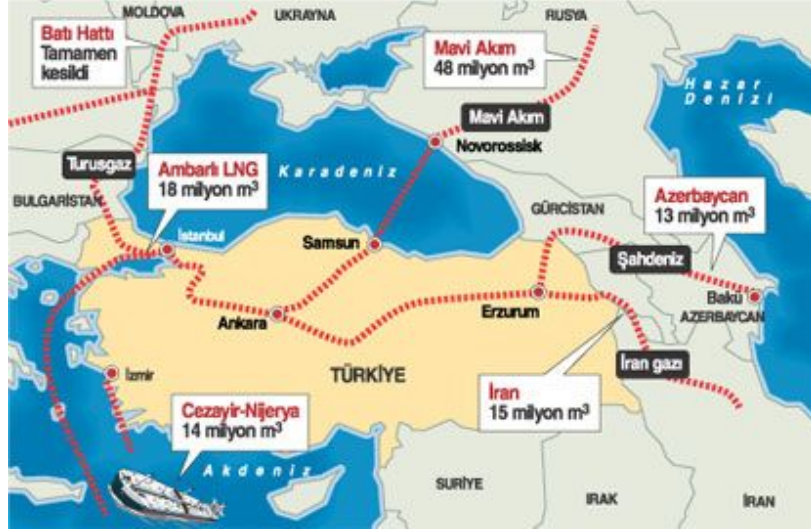 MOLDOVA
UKRAYNA
RUSYA
Batı Hattı
Tamamen
kesildi
Mavi Akım
48 milyon m³
Hazar
Denizi
Mavi Akım
Novorossisk
Turusgaz
Ambarlı LNG
18 milyon m³
Karadeniz
BULGARİSTAN
Azerbaycan
13 milyon m³
GÜRCİSTAN
İstanbul
Samsun
Şahdeniz
Bakü
AZERBAYCAN
Ankara
Erzurum
İran gazı
İzmir
TÜRKİYE
İran
15 milyon m³
Cezayir-Nijerya
14 milyon m³
Akdeniz
SURİYE
IRAK
İRAN